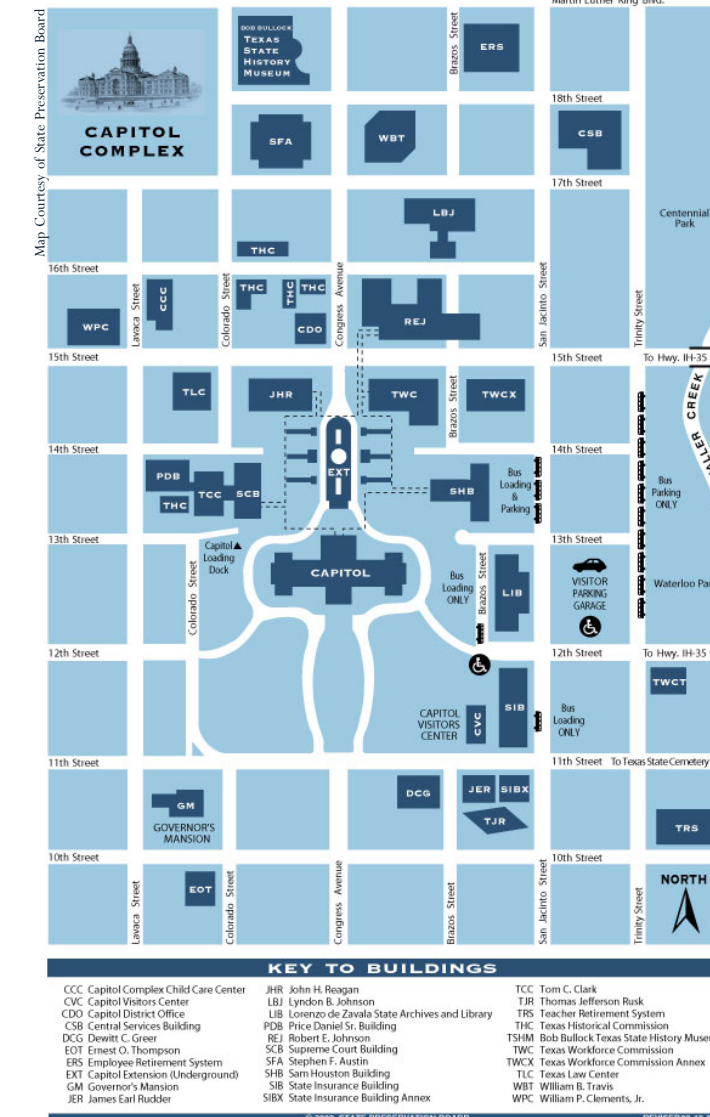 Martin Luther King Blvd.
Map Courtesy of State Preservation Board
CAPITOL
COMPLEX
BOB BULLOCK
TEXAS
STATE
HISTORY
MUSEUM
Brazos Street
ERS
18th Street
SFA
WBT
CSB
17th Street
LBJ
Centennial
Park
THC
16th Street
Lavaca Street
CCC
Colorado Street
THC
THC
THC
Congress Avenue
San Jacinto Street
Trinity Street
WPC
CDO
REJ
15th Street
15th Street
To Hwy. IH-35
TLC
JHR
TWC
Brazos Street
TWCX
CREEK
14th Street
14th Street
EXT
PDB
TCC
SCB
THC
SHB
Bus
Loading
&
Parking
Bus
Parking
ONLY
13th Street
13th Street
Capitol
Loading
Dock
Colorado Street
CAPITOL
Bus
Loading
ONLY
Brazos Street
LIB
VISITOR
PARKING
GARAGE
Waterloo
12th Street
12th Street
To Hwy. IH-35
TWCT
CAPITOL
VISITORS
CENTER
CVC
SIB
Bus
Loading
ONLY
11th Street
11th Street
To Texas State Cemetery
GM
GOVERNOR'S
MANSION
DCG
JER
SIBX
TJR
TRS
10th Street
10th Street
Lavaca Street
EOT
Colorado Street
Congress Avenue
Brazos Street
San Jacinto Street
Trinity Street
NORTH
KEY TO BUILDINGS
CCC Capitol Complex Child Care Center
CVC Capitol Visitors Center
CDO Capitol District Office
CSB Central Services Building
DCG Dewitt C. Greer
EOT Ernest O. Thompson
ERS Employee Retirement System
EXT Capitol Extension (Underground)
GM Governor's Mansion
JER James Earl Rudder
JHR John H. Reagan
LBJ Lyndon B. Johnson
LIB Lorenzo de Zavala State Archives and Library
PDB Price Daniel Sr. Building
REJ Robert E. Johnson
SCB Supreme Court Building
SFA Stephen F. Austin
SHB Sam Houston Building
SIB State Insurance Building
SIBX State Insurance Building Annex
TCC Tom C. Clark
TJR Thomas Jefferson Rusk
TRS Teacher Retirement System
THC Texas Historical Commission
TSHM Bob Bullock Texas State History
TWC Texas Workforce Commission
TWCX Texas Workforce Commission Annex
TLC Texas Law Center
WBT William B. Travis
WPC William P. Clements, Jr.
STATE PRESERVATION BOARD